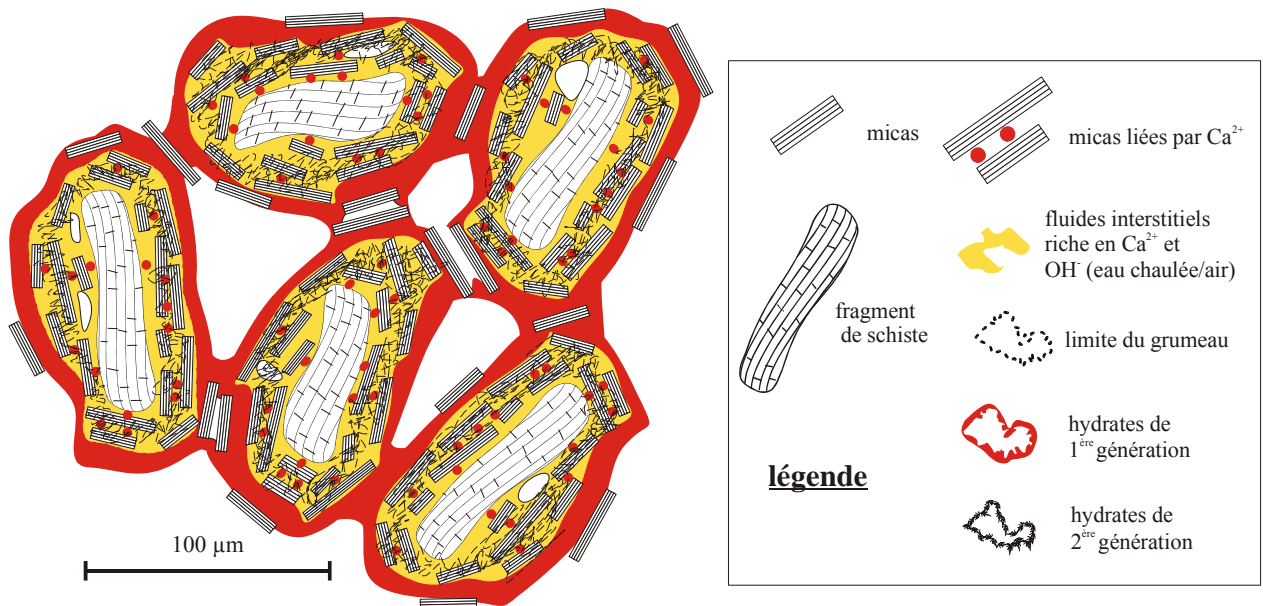 100 µm
micas
micas liées par Ca²⁺
fragment
de schiste
fluides interstitiels
riche en Ca²⁺ et
OH⁻ (eau chaulée/air)
limite du grumeau
hydrates de
1ère génération
légende
hydrates de
2ère génération